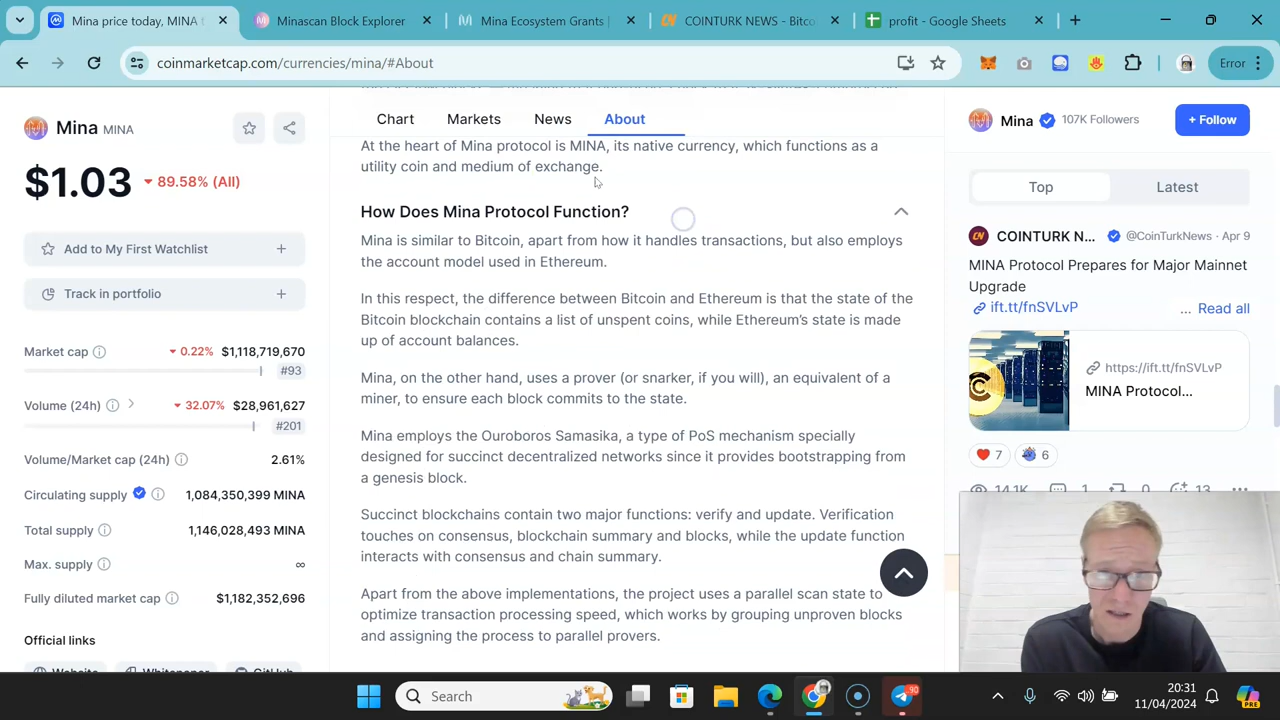 Mina price today, MINA t
Minascan Block Explorer
Mina Ecosystem Grants |
COINTURK NEWS - Bitco
profit - Google Sheets
coinmarketcap.com/currencies/mina/#About
Error
Mina MINA
$1.03 89.58% (All)
Add to My First Watchlist
Track in portfolio
Market cap 0.22% $1,118,719,670
#93
Volume (24h) 32.07% $28,961,627
#201
Volume/Market cap (24h) 2.61%
Circulating supply 1,084,350,399 MINA
Total supply 1,146,028,493 MINA
Max. supply ∞
Fully diluted market cap $1,182,352,696
Official links
Website Whitepaper GitHub
Chart Markets News About
At the heart of Mina protocol is MINA, its native currency, which functions as a
utility coin and medium of exchange.
How Does Mina Protocol Function?
Mina is similar to Bitcoin, apart from how it handles transactions, but also employs
the account model used in Ethereum.
In this respect, the difference between Bitcoin and Ethereum is that the state of the
Bitcoin blockchain contains a list of unspent coins, while Ethereum’s state is made
up of account balances.
Mina, on the other hand, uses a prover (or snarker, if you will), an equivalent of a
miner, to ensure each block commits to the state.
Mina employs the Ouroboros Samasika, a type of PoS mechanism specially
designed for succinct decentralized networks since it provides bootstrapping from
a genesis block.
Succinct blockchains contain two major functions: verify and update. Verification
touches on consensus, blockchain summary and blocks, while the update function
interacts with consensus and chain summary.
Apart from the above implementations, the project uses a parallel scan state to
optimize transaction processing speed, which works by grouping unproven blocks
and assigning the process to parallel provers.
Mina 107K Followers
+ Follow
Top Latest
COINTURK N... @CoinTurkNews · Apr 9
MINA Protocol Prepares for Major Mainnet
Upgrade
ift.tt/fnSVLvP ... Read all
https://ift.tt/fnSVLvP
MINA Protocol...
7 6
14.1K 1 0 13
Search
90
20:31
11/04/2024
PRE